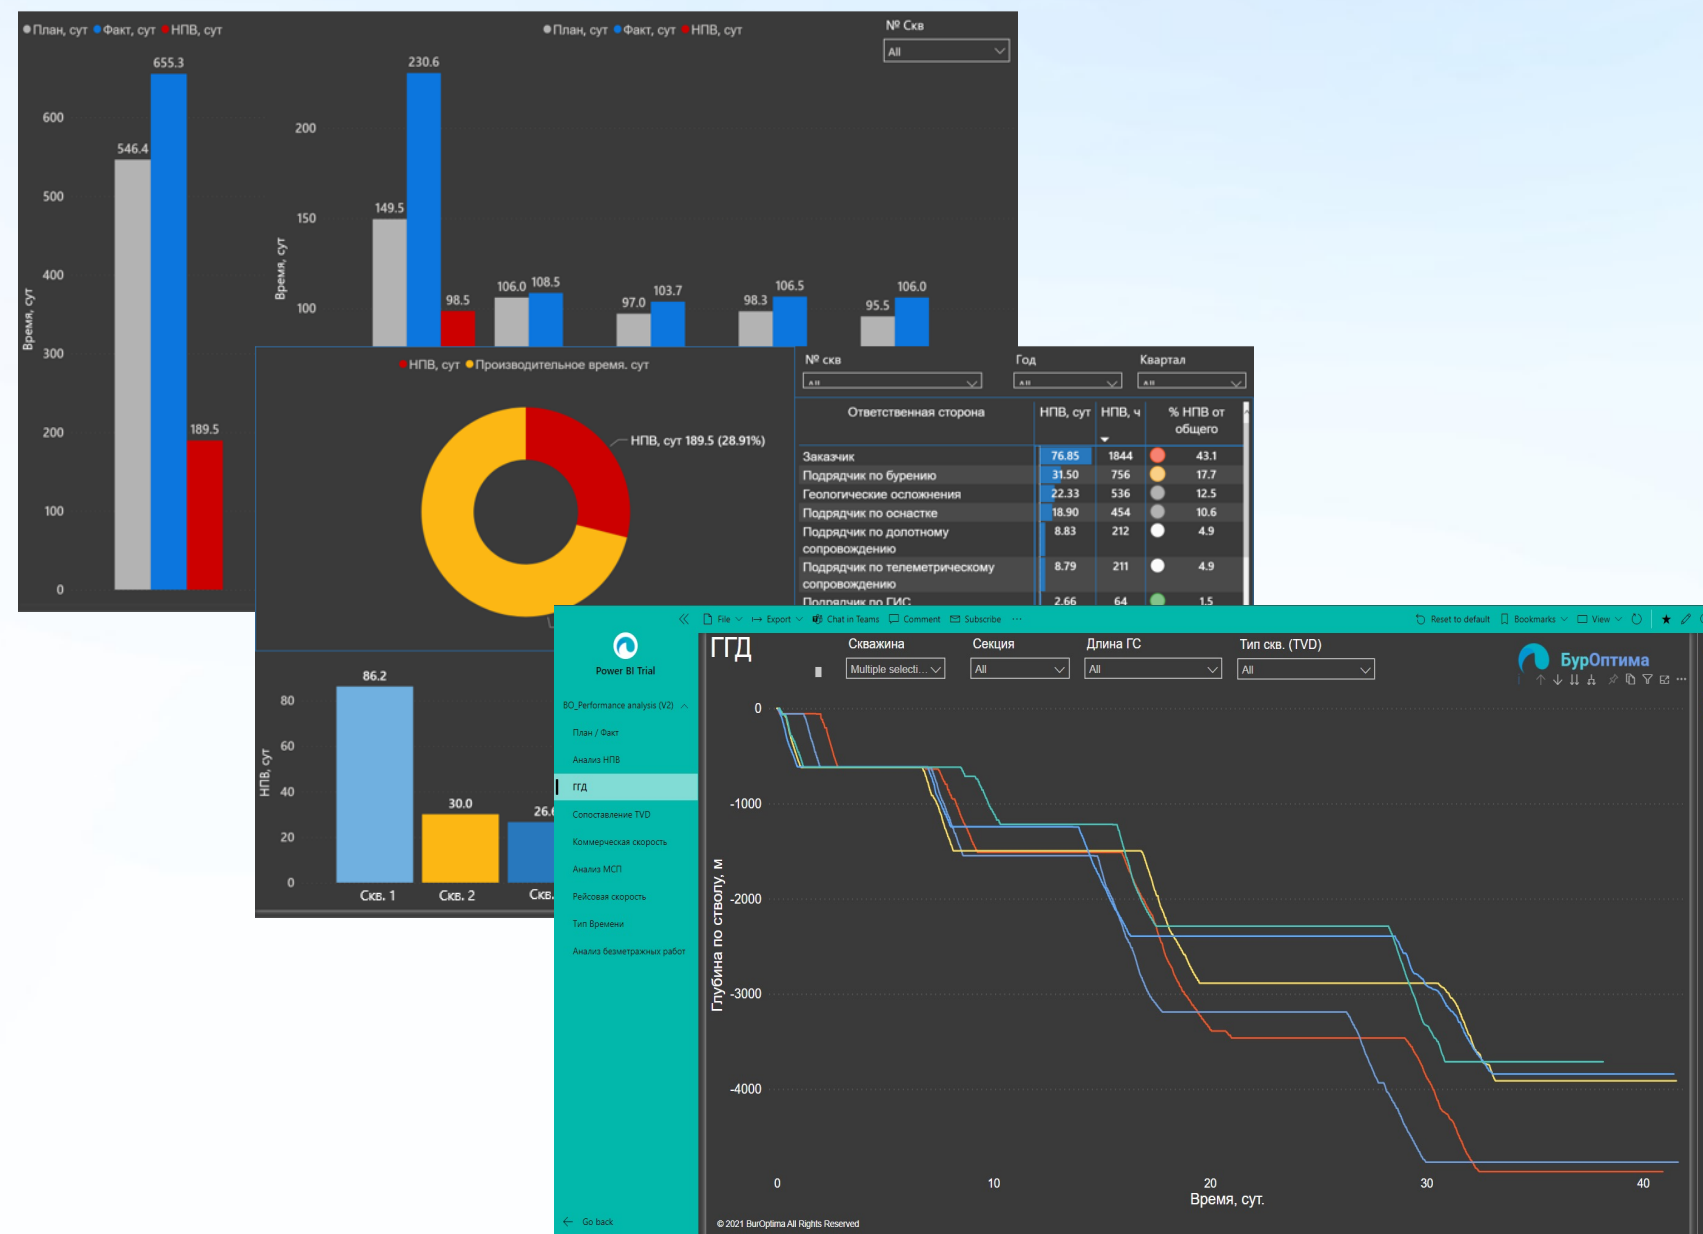 План, сут Факт, сут НПВ, сут
План, сут Факт, сут НПВ, сут
№ Скв
All
655.3
546.4
189.5
600
500
400
300
200
100
0
Время, сут
230.6
149.5
98.5
106.0 108.5
97.0 103.7
98.3 106.5
95.5 106.0
200
150
100
Время, сут
НПВ, сут Производительное время. сут
НПВ, сут 189.5 (28.91%)
№ скв
Год
Квартал
All
All
All
Ответственная сторона НПВ, сут НПВ, ч % НПВ от
общего
Заказчик 76.85 1844 43.1
Подрядчик по бурению 31.50 756 17.7
Геологические осложнения 22.33 536 12.5
Подрядчик по оснастке 18.90 454 10.6
Подрядчик по долотному 8.83 212 4.9
сопровождению
Подрядчик по телеметрическому 8.79 211 4.9
сопровождению
Подрядчик по ГИС 2.66 64 1.5
86.2
30.0
26.
80
60
40
20
0
НПВ, сут
Скв. 1
Скв. 2
Скв.
File Export Chat in Teams Comment Subscribe ...
Reset to default Bookmarks View
Power BI Trial
BO_Performance analysis (V2)
План / Факт
Анализ НПВ
ГГД
Сопоставление TVD
Коммерческая скорость
Анализ МСП
Рейсовая скорость
Тип Времени
Анализ безметражных работ
Go back
ГГД
Скважина
Multiple selecti...
Секция
All
Длина ГС
All
Тип скв. (TVD)
All
БурОптима
0
-1000
-2000
-3000
-4000
Глубина по стволу, м
0 10 20 30 40
Время, сут.
© 2021 BurOptima All Rights Reserved